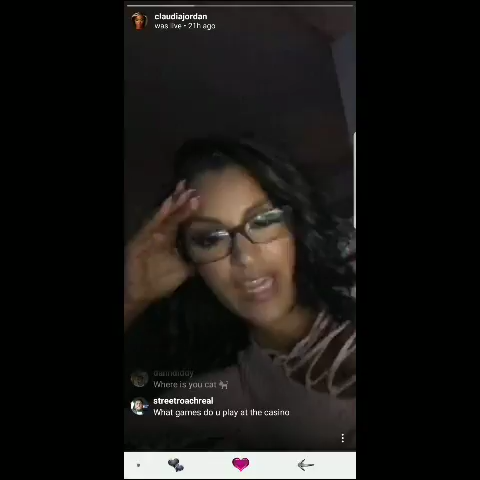 claudiajordan
was live • 21h ago
Where is you cat 🐈
streetroachreal
What games do u play at the casino